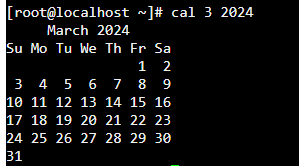 [root@localhost ~]# cal 3 2024
     March 2024
Su Mo Tu We Th Fr Sa
                1  2
 3  4  5  6  7  8  9
10 11 12 13 14 15 16
17 18 19 20 21 22 23
24 25 26 27 28 29 30
31